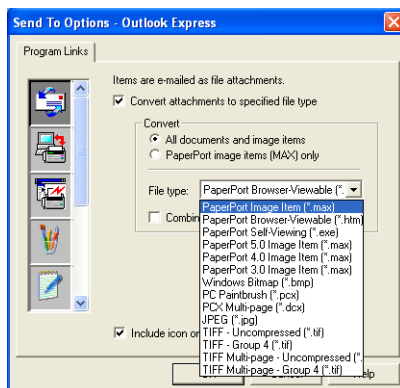 Send To Options - Outlook Express
Program Links
Items are e-mailed as file attachments.
Convert attachments to specified file type
Convert
All documents and image items
PaperPort image items (MAX) only
File type: PaperPort Browser-Viewable (*.
PaperPort Image Item (*.max)
PaperPort Browser-Viewable (*.htm)
Combin
PaperPort Self-Viewing (*.exe)
PaperPort 5.0 Image Item (*.max)
PaperPort 4.0 Image Item (*.max)
PaperPort 3.0 Image Item (*.max)
Windows Bitmap (*.bmp)
PC Paintbrush (*.pcx)
PCX Multi-page (*.dcx)
JPEG (*.jpg)
TIFF - Uncompressed (*.tif)
Include icon or
TIFF - Group 4 (*.tif)
TIFF Multi-page - Uncompressed (*.
TIFF Multi-page - Group 4 (*.tif)
Help